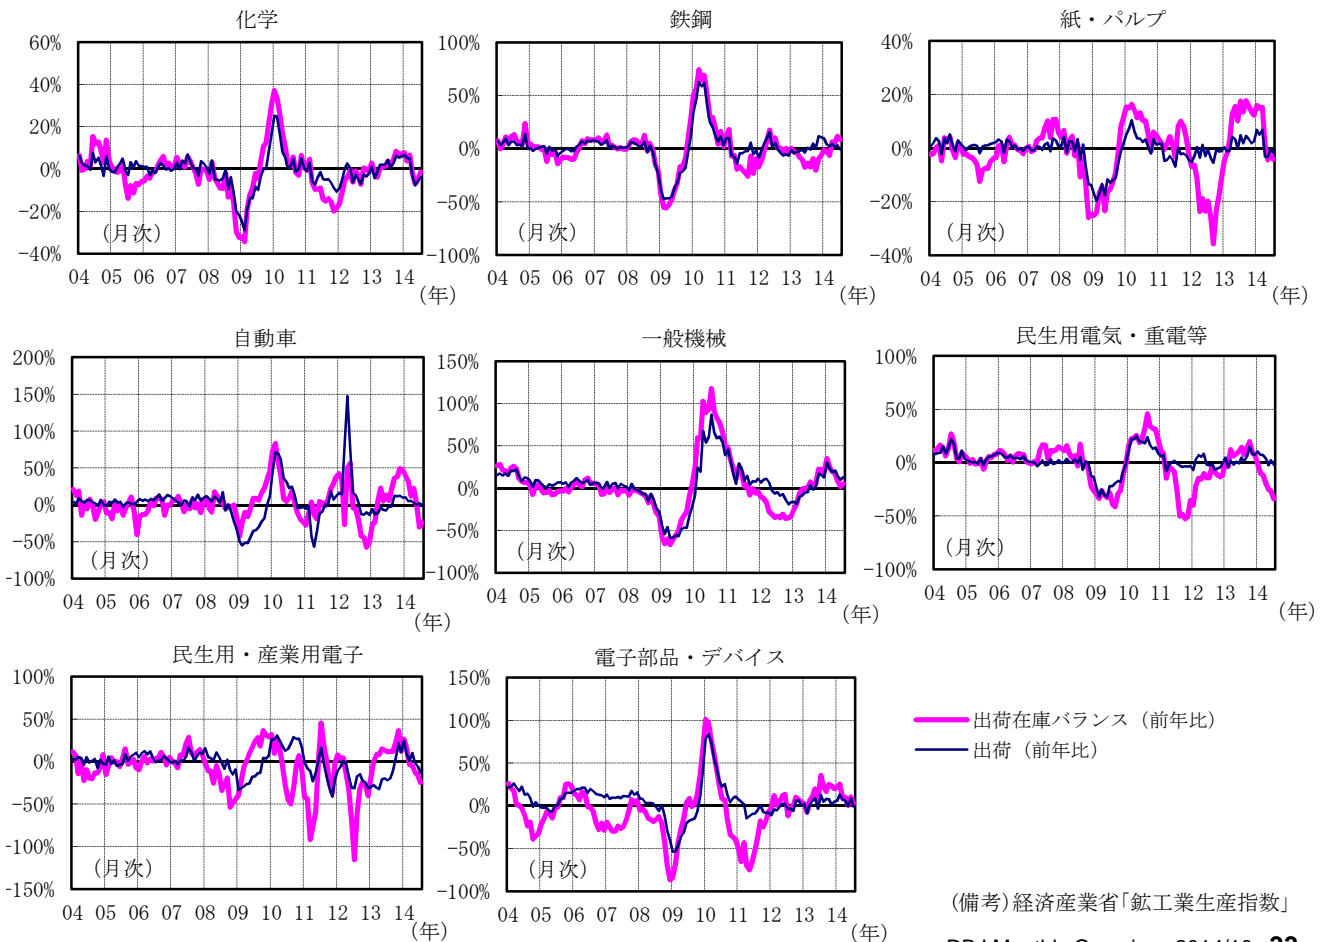 化学
60%
40%
20%
0%
-20%
-40%
(月次)
04 05 06 07 08 09 10 11 12 13 14
(年)
鉄鋼
100%
50%
0%
-50%
-100%
(月次)
04 05 06 07 08 09 10 11 12 13 14
(年)
紙・パルプ
40%
20%
0%
-20%
-40%
(月次)
04 05 06 07 08 09 10 11 12 13 14
(年)
自動車
200%
150%
100%
50%
0%
-50%
-100%
(月次)
04 05 06 07 08 09 10 11 12 13 14
(年)
一般機械
150%
100%
50%
0%
-50%
-100%
(月次)
04 05 06 07 08 09 10 11 12 13 14
(年)
民生用電気・重電等
100%
50%
0%
-50%
-100%
(月次)
04 05 06 07 08 09 10 11 12 13 14
(年)
民生用・産業用電子
100%
50%
0%
-50%
-100%
-150%
(月次)
04 05 06 07 08 09 10 11 12 13 14
(年)
電子部品・デバイス
150%
100%
50%
0%
-50%
-100%
(月次)
04 05 06 07 08 09 10 11 12 13 14
(年)
出荷在庫バランス（前年比）
出荷（前年比）
(備考)経済産業省「鉱工業生産指数」